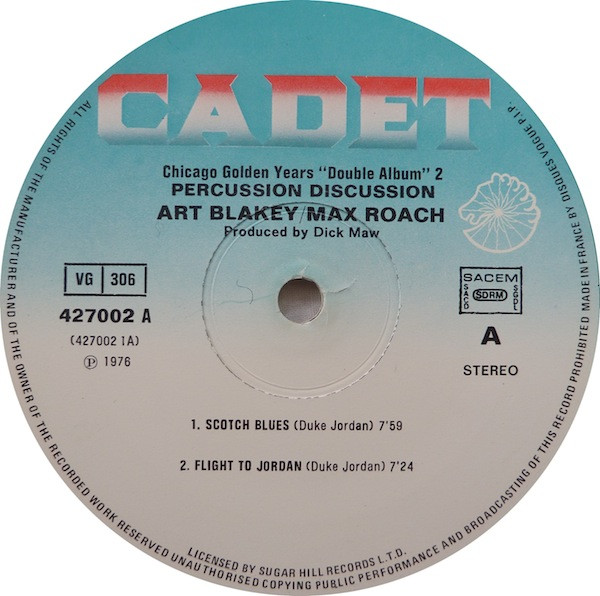 CADET
Chicago Golden Years "Double Album" 2
PERCUSSION DISCUSSION
ART BLAKEY/MAX ROACH
Produced by Dick Maw
VG 306
427002 A
(427002 1A)
Ⓟ 1976
SACEM
SACD SDRM SGDL
A
STEREO
1. SCOTCH BLUES (Duke Jordan) 7'59
2. FLIGHT TO JORDAN (Duke Jordan) 7'24
LICENSED BY SUGAR HILL RECORDS L.T.D.
ALL RIGHTS OF THE MANUFACTURER AND OF THE OWNER OF THE RECORDED WORK RESERVED UNAUTHORISED COPYING PUBLIC PERFORMANCE AND BROADCASTING OF THIS RECORD PROHIBITED MADE IN FRANCE BY DISQUES VOGUE P.I.P.